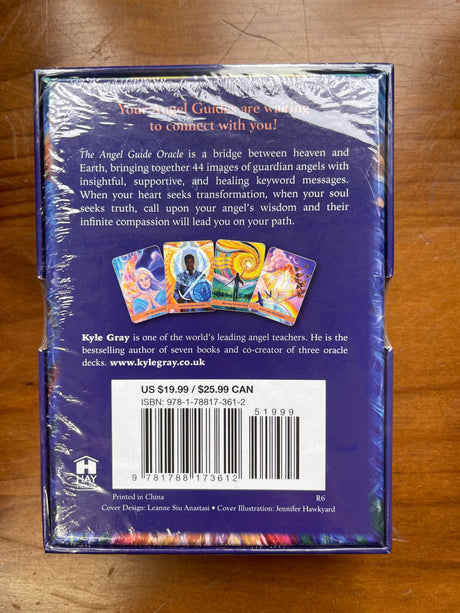 Your Angel Guides are waiting
to connect with you!
The Angel Guide Oracle is a bridge between heaven and
Earth, bringing together 44 images of guardian angels with
insightful, supportive, and healing keyword messages.
When your heart seeks transformation, when your soul
seeks truth, call upon your angel's wisdom and their
infinite compassion will lead you on your path.
Kyle Gray is one of the world's leading angel teachers. He is the
bestselling author of seven books and co-creator of three oracle
decks. www.kylegray.co.uk
US $19.99 / $25.99 CAN
ISBN: 978-1-78817-361-2
51999
9 781788 173612
HAY
Printed in China
R6
Cover Design: Leanne Siu Anastasi • Cover Illustration: Jennifer Hawkyard